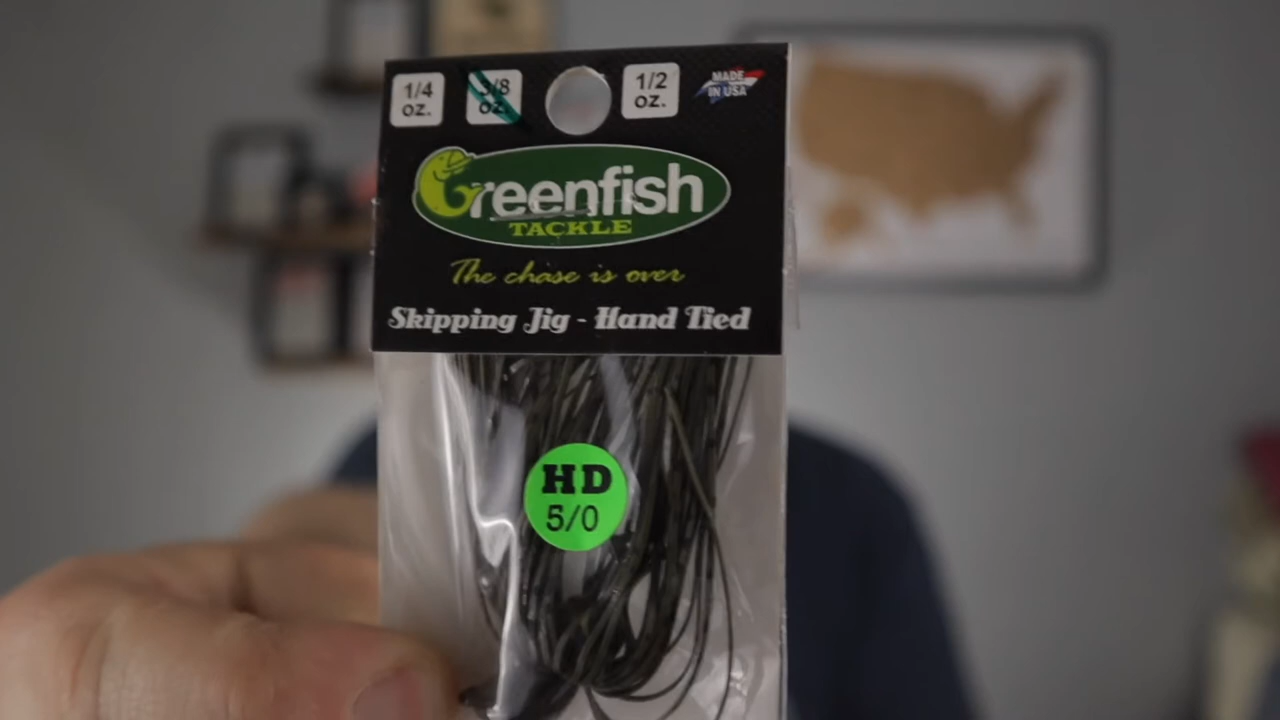 1/4 oz.
3/8 oz.
1/2 oz.
MADE IN USA
Greenfish
TACKLE
The chase is over
Skipping Jig - Hand Tied
HD
5/0